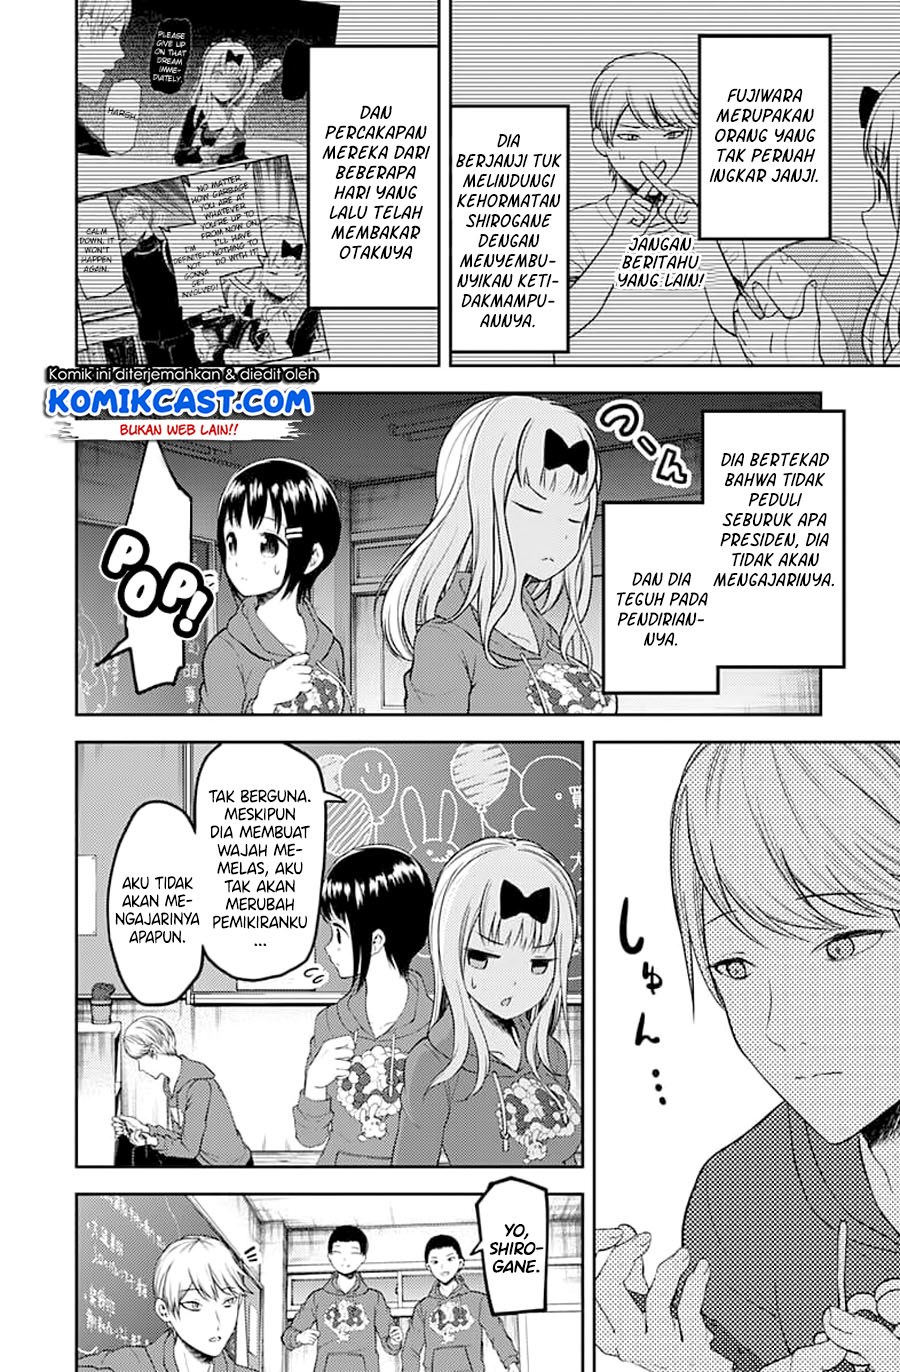 FUJIWARA
MERUPAKAN
ORANG YANG
TAK PERNAH
INGKAR JANJI.
JANGAN
BERITAHU
YANG LAIN!
DIA
BERJANJI TUK
MELINDUNGI
KEHORMATAN
SHIROGANE
DENGAN
MENYEMBU-
NYIKAN KETI-
DAKMAMPU-
ANNYA.
DAN
PERCAKAPAN
MEREKA DARI
BEBERAPA
HARI YANG
LALU TELAH
MEMBAKAR
OTAKNYA
PLEASE
GIVE UP
ON THAT
DREAM
IMME-
DIATELY.
HARSH
NO MATTER
HOW GARBAGE
YOU ARE AT
WHATEVER
YOU'RE UP TO
FROM NOW ON,
I'LL HAVE
NOTHING TO
DO WITH IT.
I'M
DEFINITELY
NOT
GONNA
GET
INVOLVED!
CALM
DOWN, IT
WON'T
HAPPEN
AGAIN.
Komik ini diterjemahkan & diedit oleh
KOMIKCAST.COM
BUKAN WEB LAIN!!
DIA BERTEKAD
BAHWA TIDAK
PEDULI
SEBURUK APA
PRESIDEN, DIA
TIDAK AKAN
MENGAJARINYA.
DAN DIA
TEGUH PADA
PENDIRIAN-
NYA.
つーん
POP!
しゅん…
TAK BERGUNA.
MESKIPUN
DIA MEMBUAT
WAJAH ME-
MELAS, AKU
TAK AKAN
MERUBAH
PEMIKIRANKU
...
AKU TIDAK
AKAN ME-
NGAJARINYA
APAPUN.
YO,
SHIRO-
GANE.